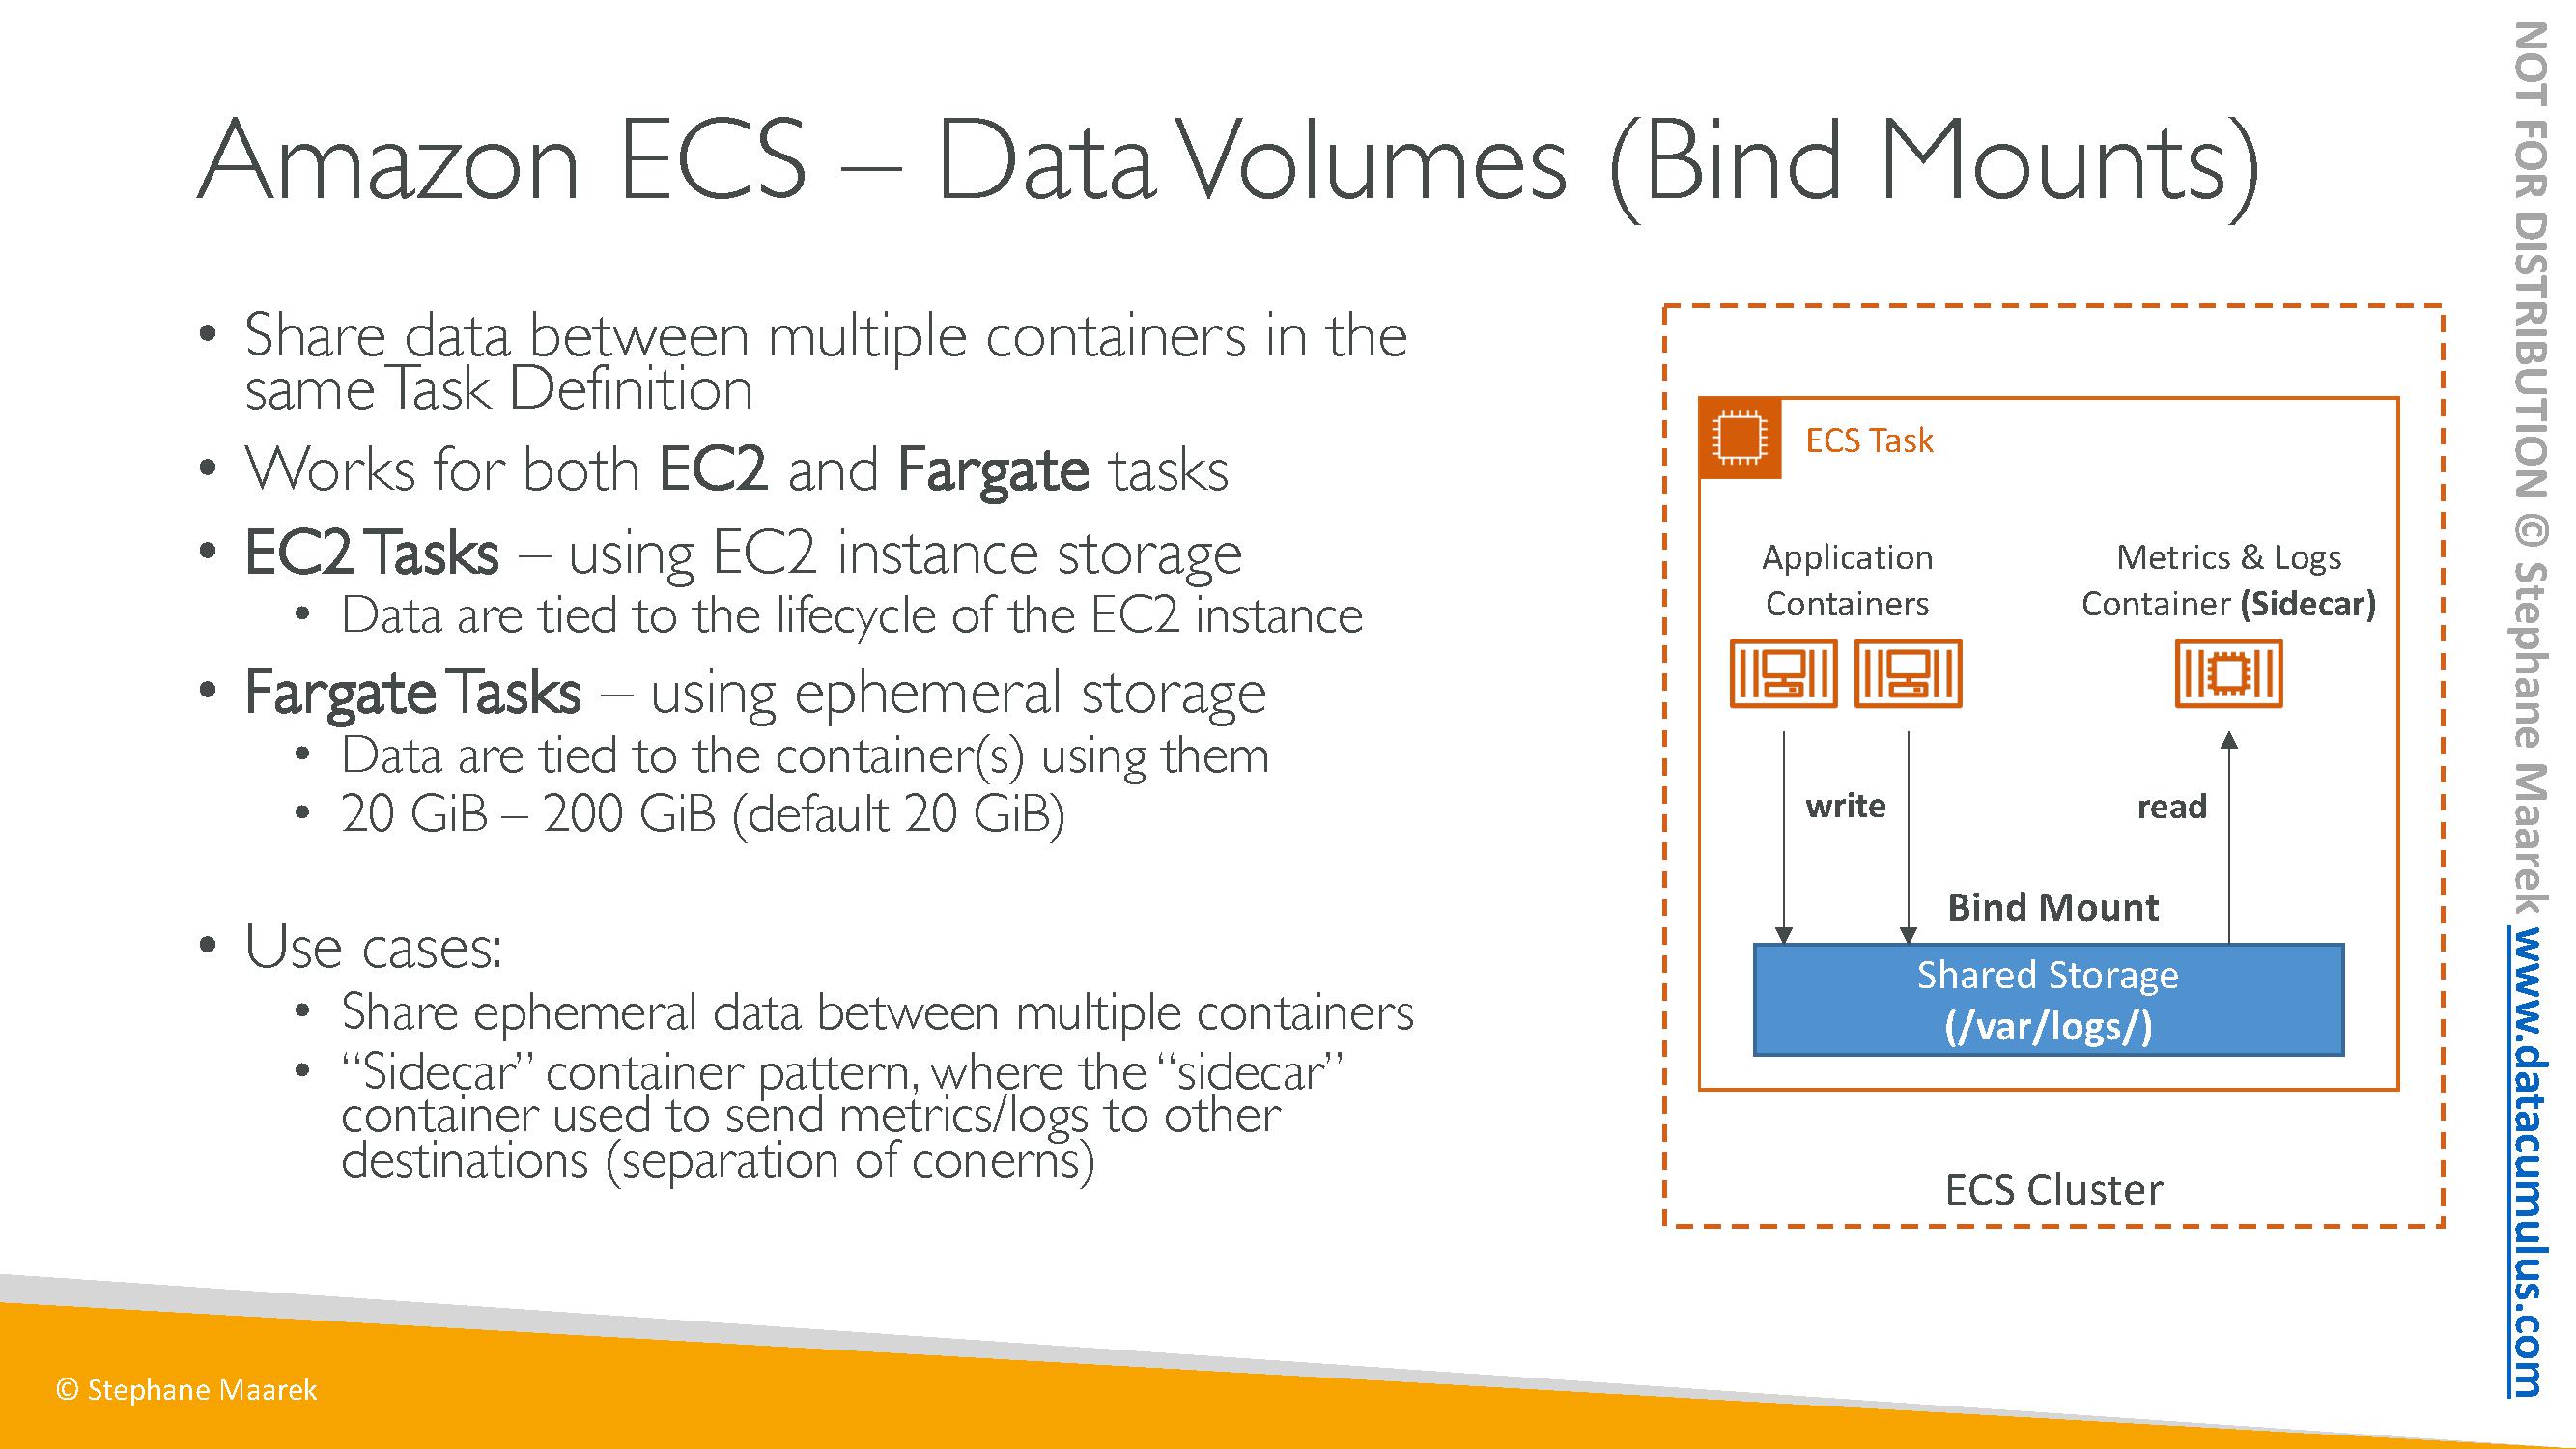 Amazon ECS – Data Volumes (Bind Mounts)
• Share data between multiple containers in the
same Task Definition
• Works for both EC2 and Fargate tasks
• EC2 Tasks – using EC2 instance storage
• Data are tied to the lifecycle of the EC2 instance
• Fargate Tasks – using ephemeral storage
• Data are tied to the container(s) using them
• 20 GiB – 200 GiB (default 20 GiB)
• Use cases:
• Share ephemeral data between multiple containers
• “Sidecar” container pattern, where the “sidecar”
container used to send metrics/logs to other
destinations (separation of conerns)
ECS Task
Application
Containers
Metrics & Logs
Container (Sidecar)
write
read
Bind Mount
Shared Storage
(/var/logs/)
ECS Cluster
© Stephane Maarek
NOT FOR DISTRIBUTION © Stephane Maarek www.datacumulus.com